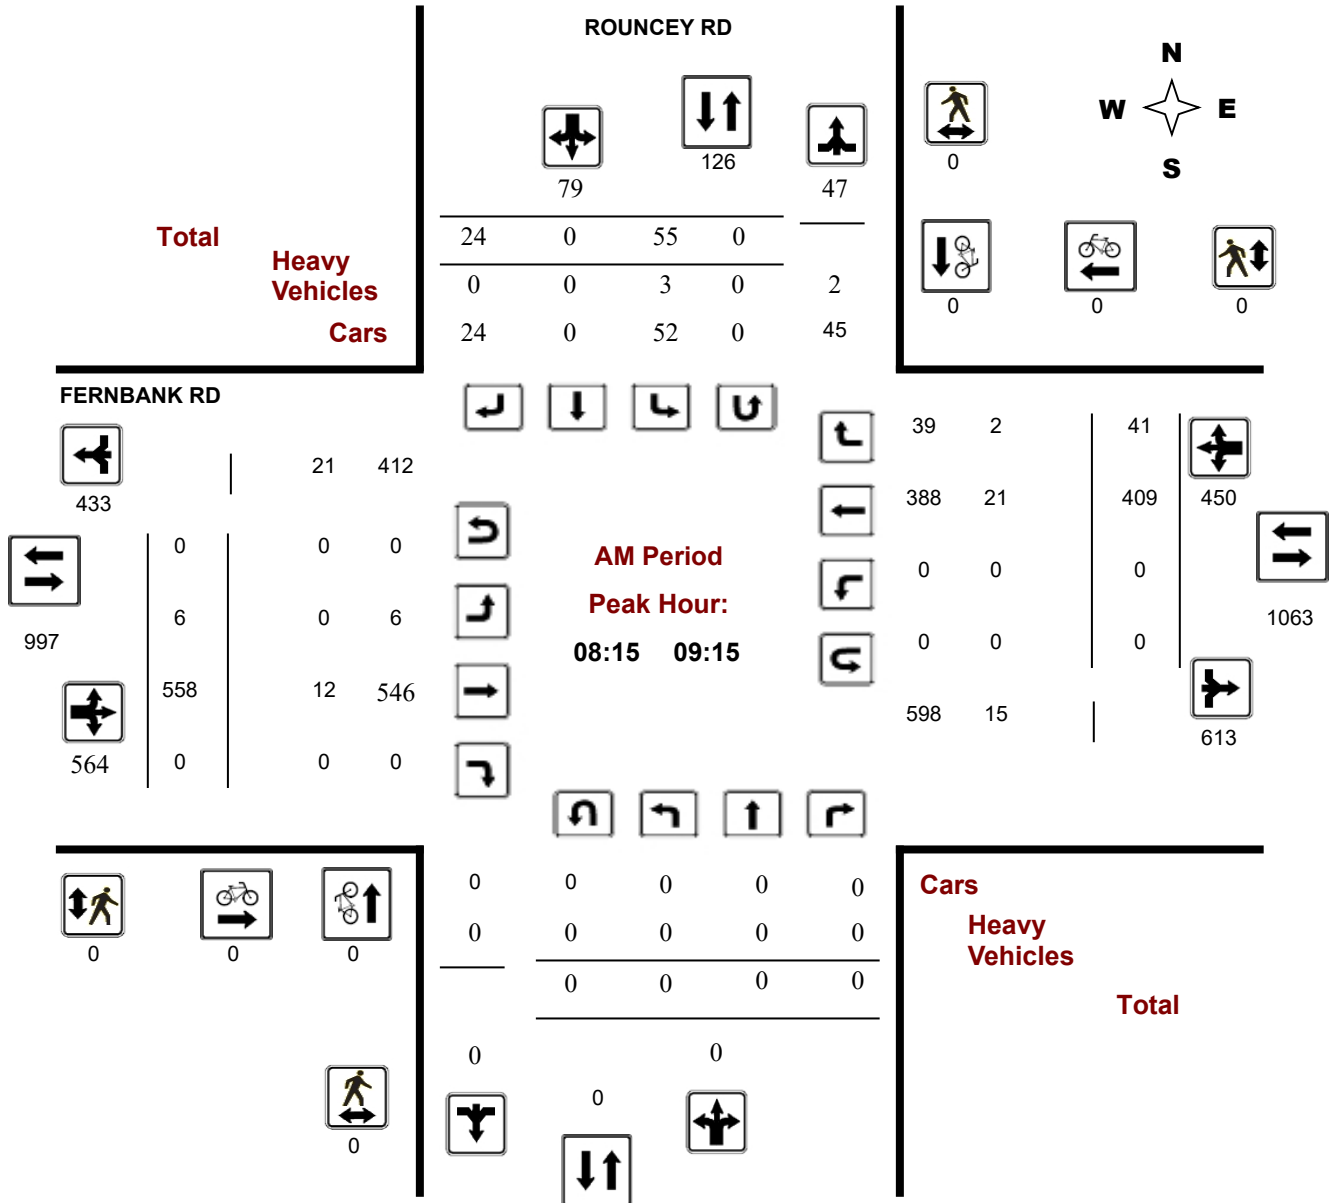 ROUNCEY RD
N
W E
S
126
0
79 47
Total 24 0 55 0
Heavy
Vehicles 0 0 3 0 2
Cars 24 0 52 0 45
0 0 0
FERNBANK RD
39 2 41
21 412
433
388 21 409 450
0 0 0
AM Period
0 0 0
Peak Hour:
6 0 6
1063
997
08:15 09:15
0 0 0
558 12 546
598 15
613
564 0 0 0
0 0 0 0 0
Cars
0 0 0 0 0
Heavy
Vehicles
0 0 0
0 0 0 0
Total
0 0
0
0